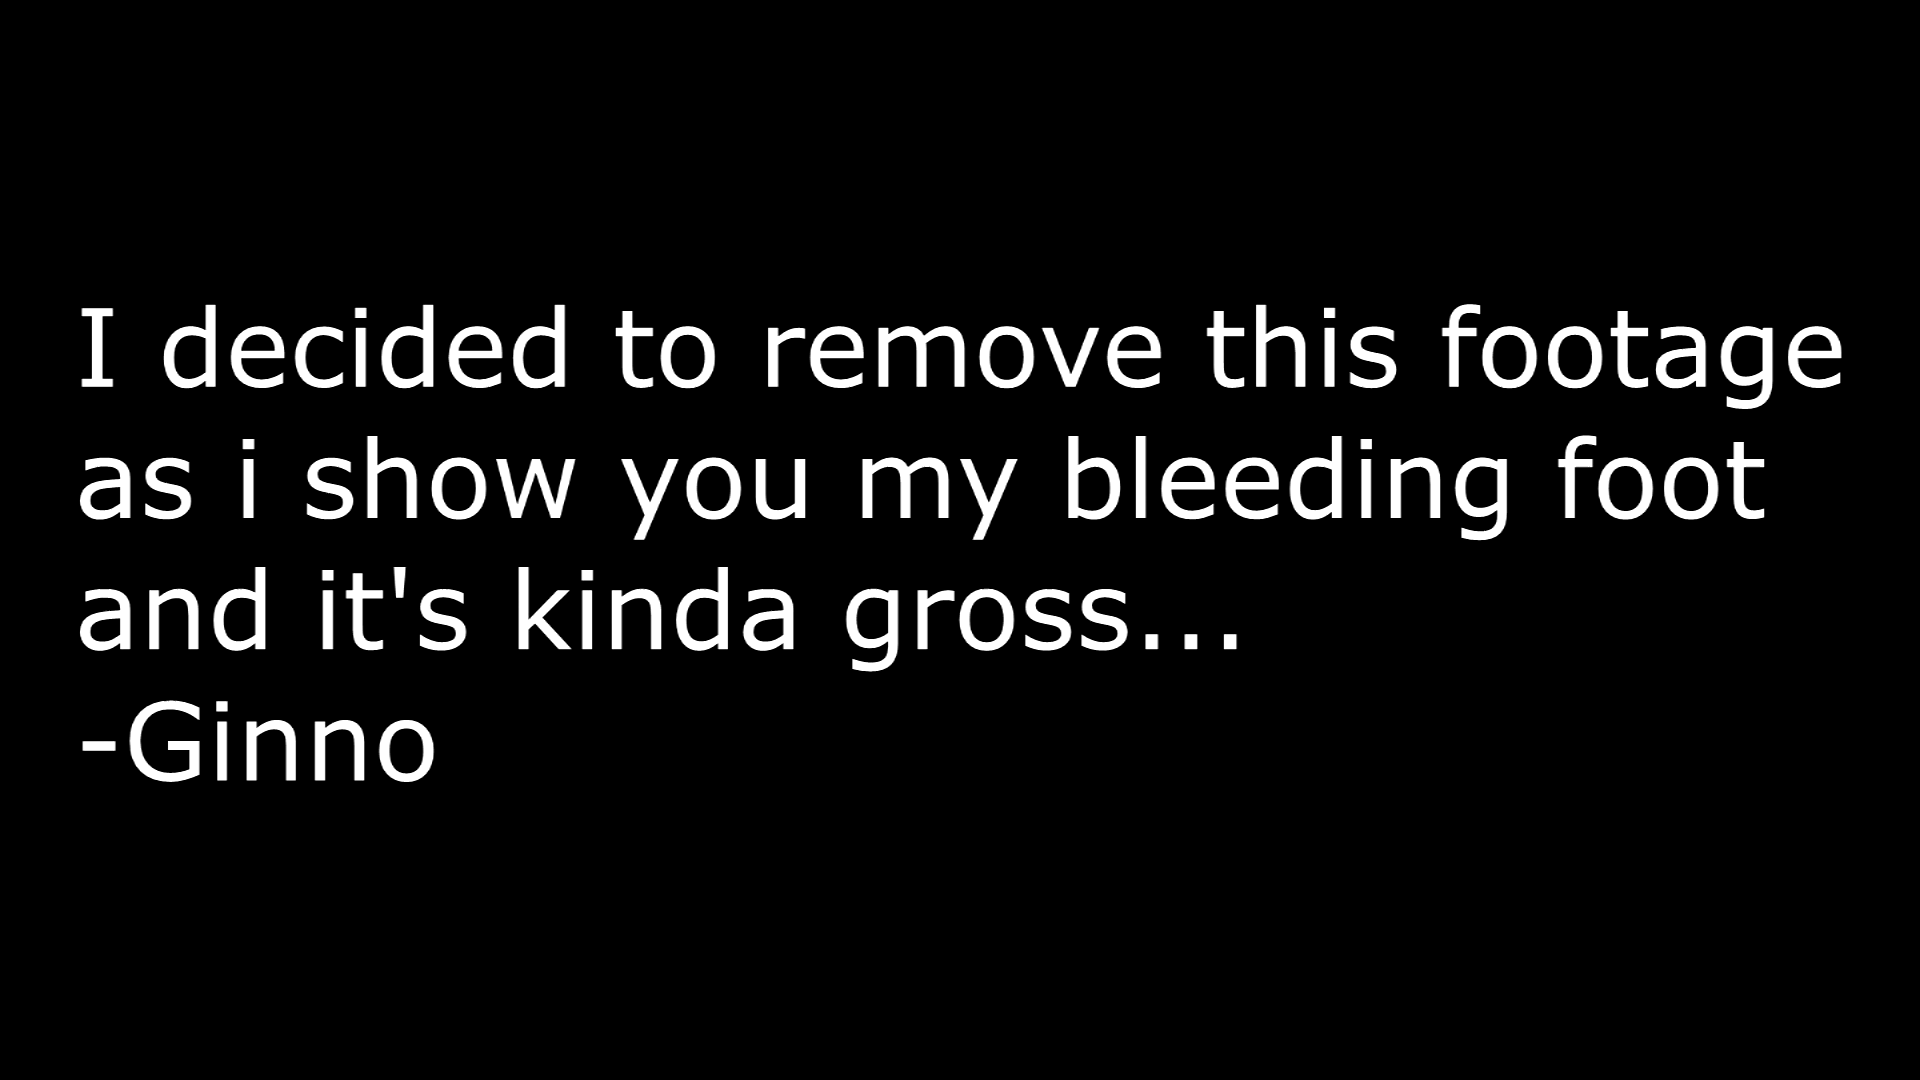 I decided to remove this footage
as i show you my bleeding foot
and it's kinda gross...
-Ginno